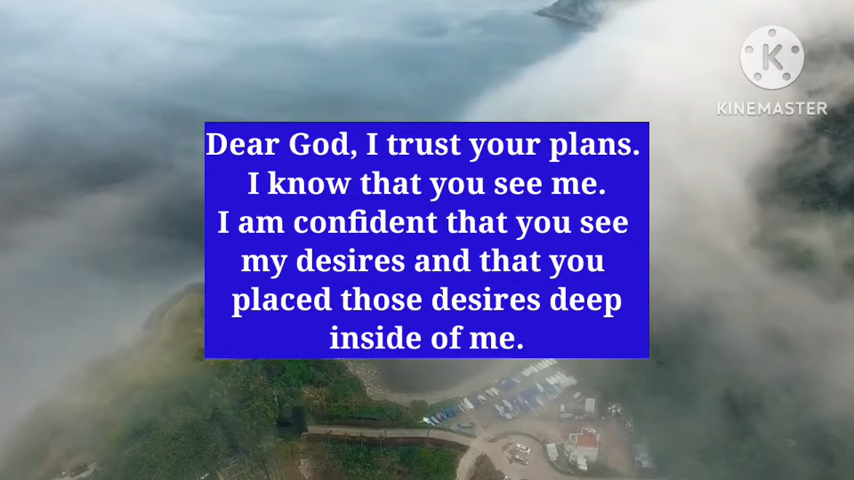 KINEMASTER
Dear God, I trust your plans.
I know that you see me.
I am confident that you see
my desires and that you
placed those desires deep
inside of me.